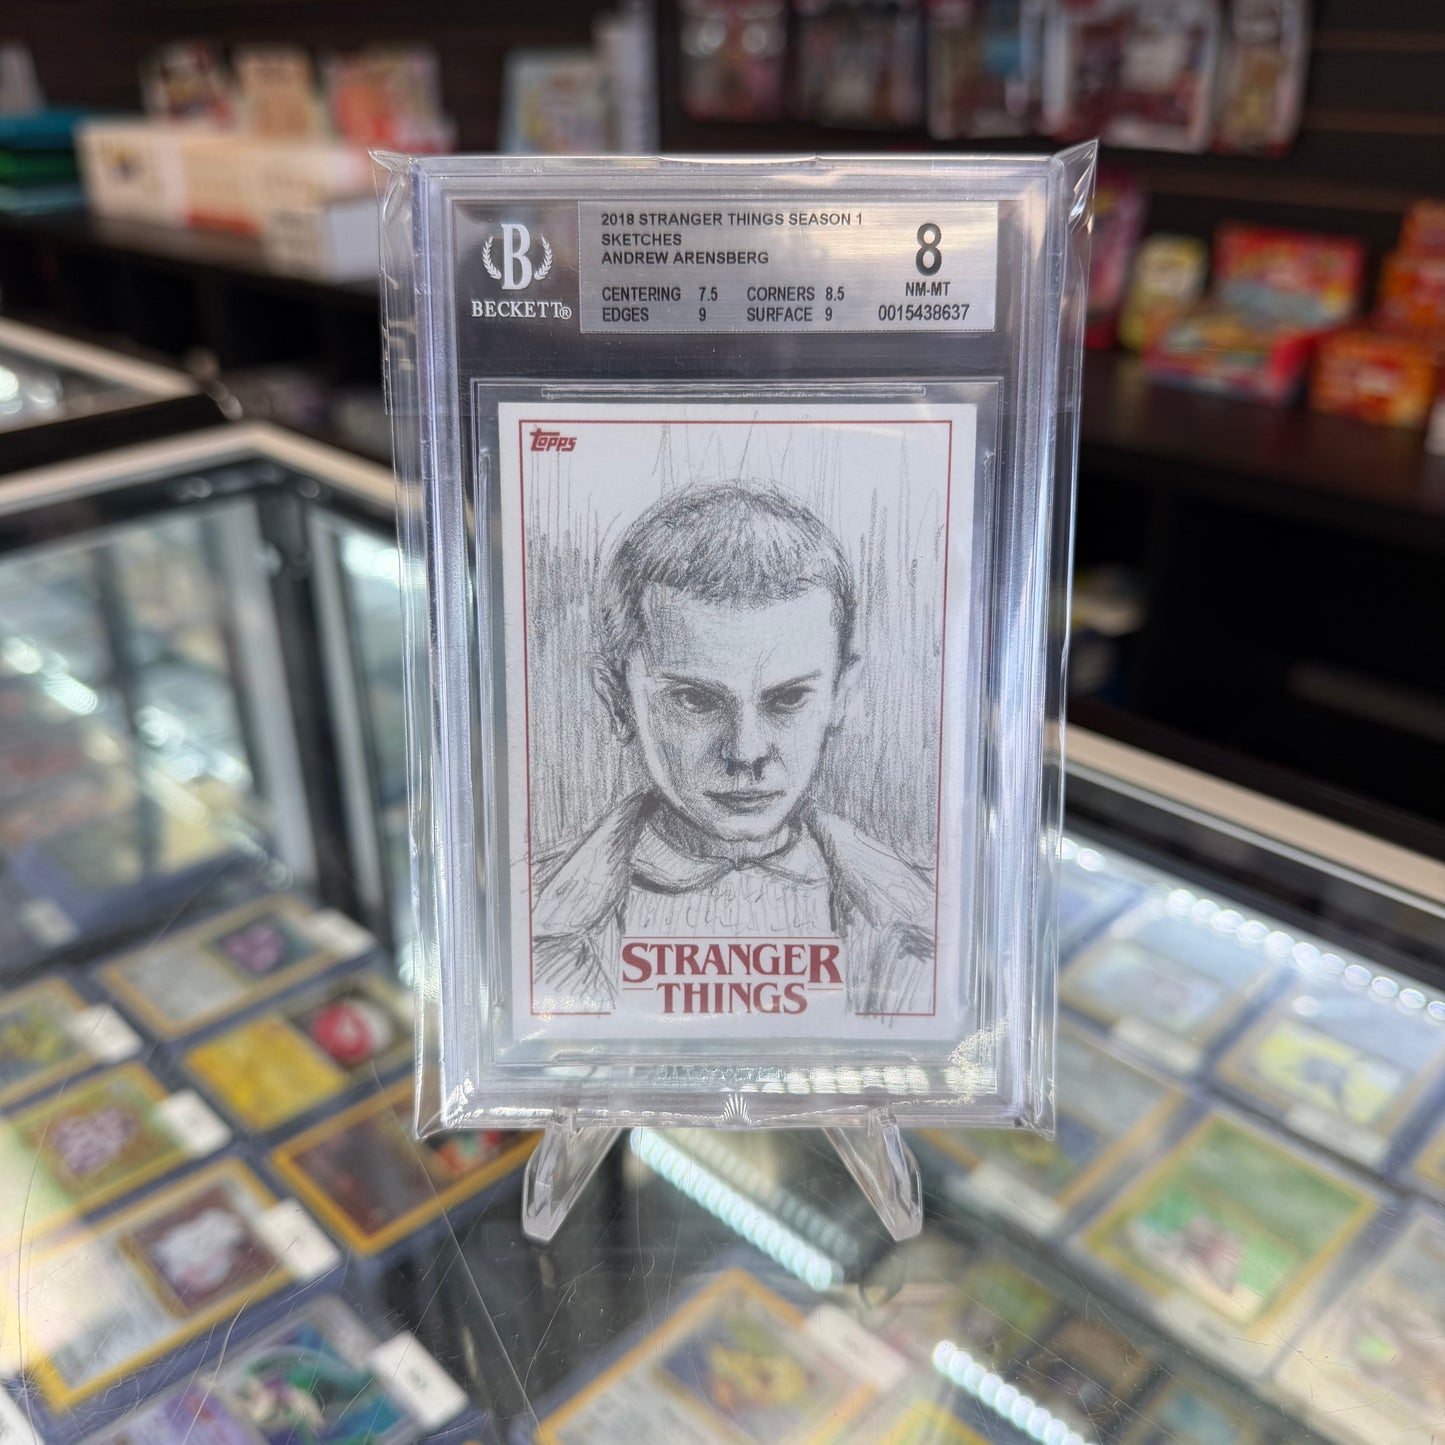 2018 STRANGER THINGS SEASON 1
SKETCHES
ANDREW ARENSBERG
CENTERING 7.5 CORNERS 8.5
EDGES 9 SURFACE 9
8
NM-MT
0015438637
B
BECKETT®
Topps
STRANGER
THINGS